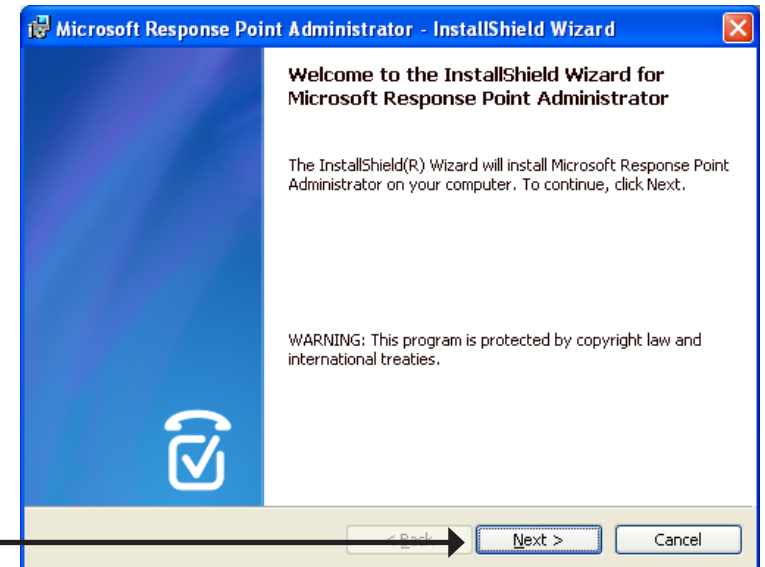 Microsoft Response Point Administrator - InstallShield Wizard
Welcome to the InstallShield Wizard for
Microsoft Response Point Administrator
The InstallShield(R) Wizard will install Microsoft Response Point
Administrator on your computer. To continue, click Next.
WARNING: This program is protected by copyright law and
international treaties.
< Back
Next >
Cancel